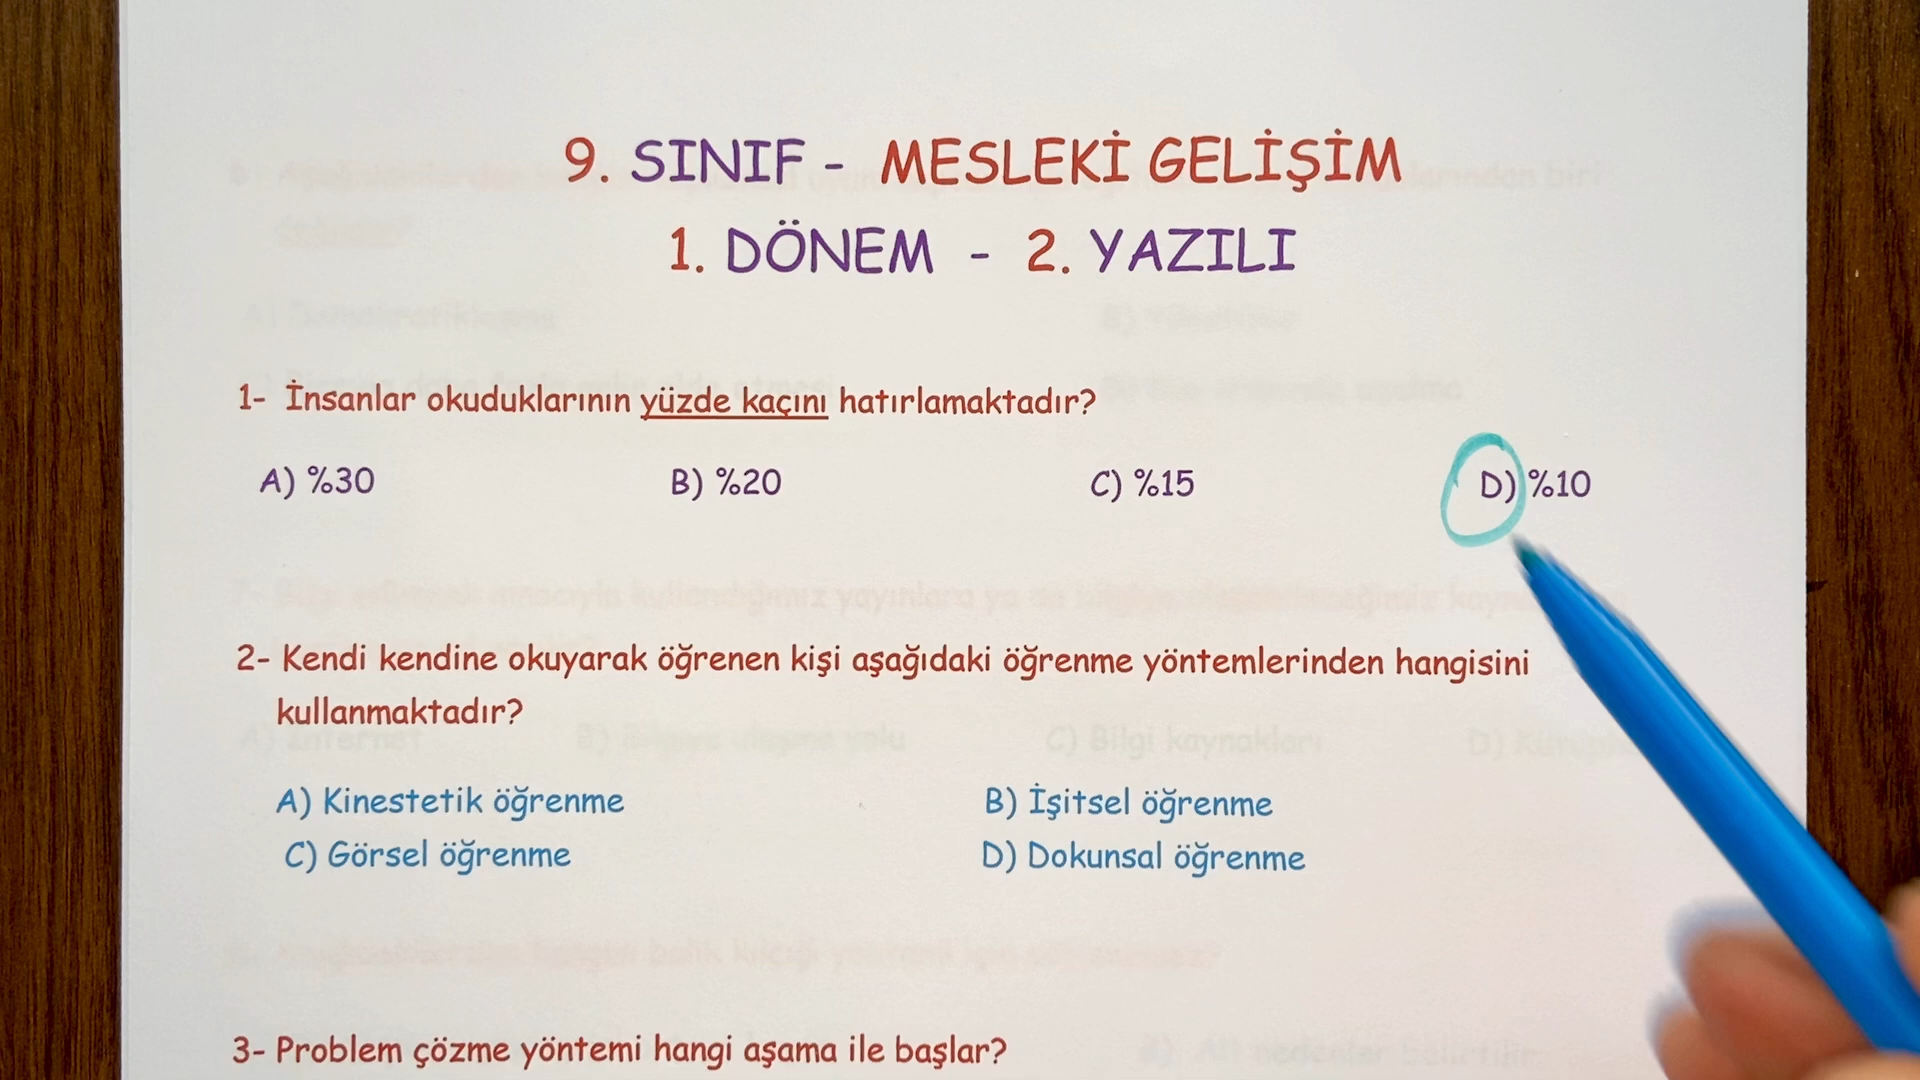 9. SINIF - MESLEKİ GELİŞİM
1. DÖNEM - 2. YAZILI
1- İnsanlar okuduklarının yüzde kaçını hatırlamaktadır?
A) %30 B) %20 C) %15 D) %10
2- Kendi kendine okuyarak öğrenen kişi aşağıdaki öğrenme yöntemlerinden hangisini
kullanmaktadır?
A) Kinestetik öğrenme B) İşitsel öğrenme
C) Görsel öğrenme D) Dokunsal öğrenme
3- Problem çözme yöntemi hangi aşama ile başlar?